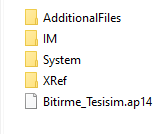 AdditionalFiles
IM
System
XRef
Bitirme_Tesisim.ap14